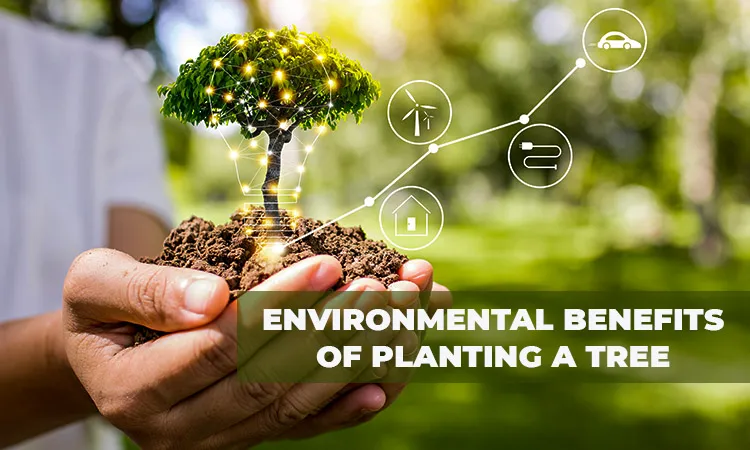 ENVIRONMENTAL BENEFITS
OF PLANTING A TREE